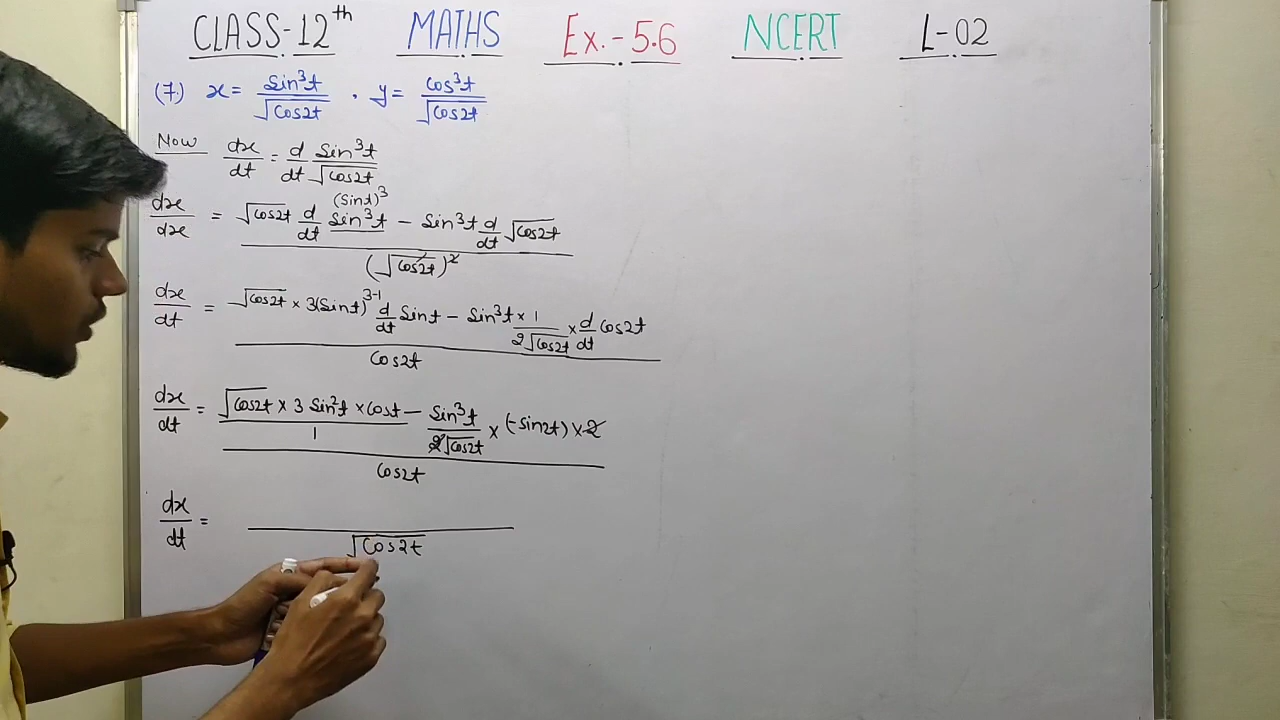 CLASS-12th MATHS Ex.-5.6 NCERT L-02
(7.) x = sin³t/√cos2t . y = cos³t/√cos2t
Now dx/dt = d/dt sin³t/√cos2t
(sint)³
dx/dx = (√cos2t d/dt sin³t − sin³t d/dt √cos2t)/(√cos2t)²
dx/dt = (√cos2t × 3(sint)³⁻¹ d/dt sint − sin³t × 1/2√cos2t × d/dt cos2t)/cos2t
dx/dt = (√cos2t × 3 sin²t × cost/1 − sin³t/2√cos2t × (−sin2t) × 2)/cos2t
dx/dt = /√cos2t